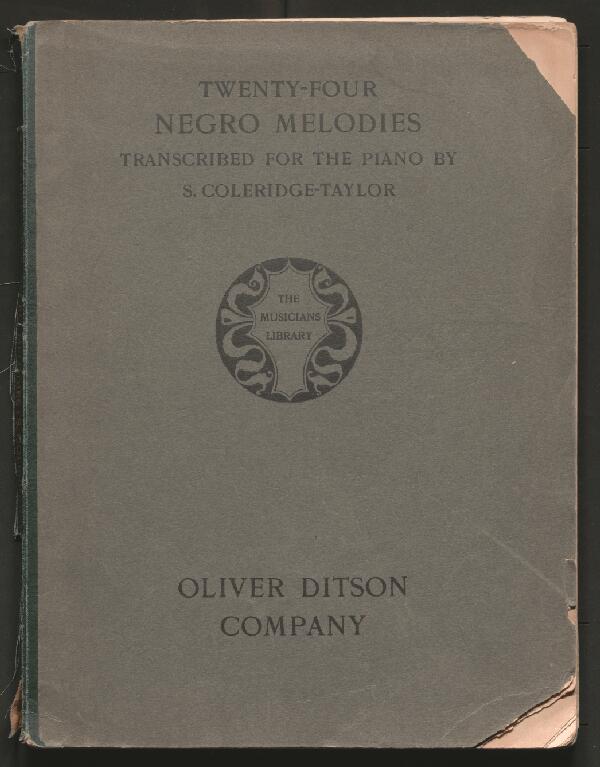 TWENTY-FOUR
NEGRO MELODIES
TRANSCRIBED FOR THE PIANO BY
S. COLERIDGE-TAYLOR
THE
MUSICIANS
LIBRARY
OLIVER DITSON
COMPANY